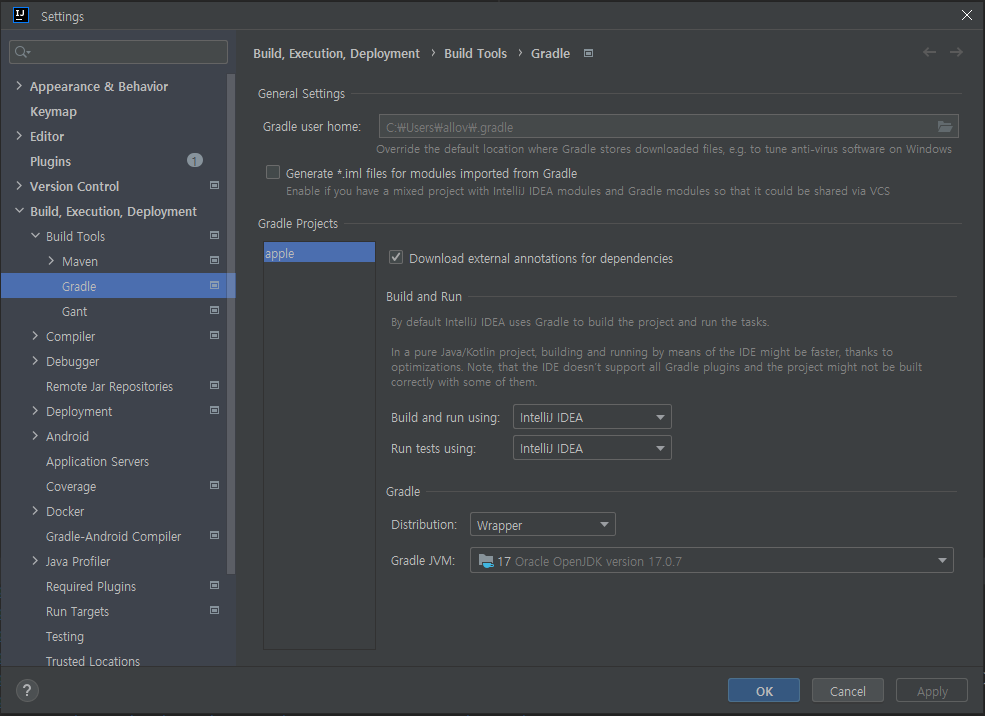 IJ
Settings
Appearance & Behavior
Keymap
Editor
Plugins
1
Version Control
Build, Execution, Deployment
Build Tools
Maven
Gradle
Gant
Compiler
Debugger
Remote Jar Repositories
Deployment
Android
Application Servers
Coverage
Docker
Gradle-Android Compiler
Java Profiler
Required Plugins
Run Targets
Testing
Trusted Locations
Build, Execution, Deployment › Build Tools › Gradle
General Settings
Gradle user home: C:₩Users₩allov₩.gradle
Override the default location where Gradle stores downloaded files, e.g. to tune anti-virus software on Windows
Generate *.iml files for modules imported from Gradle
Enable if you have a mixed project with IntelliJ IDEA modules and Gradle modules so that it could be shared via VCS
Gradle Projects
apple
Download external annotations for dependencies
Build and Run
By default IntelliJ IDEA uses Gradle to build the project and run the tasks.
In a pure Java/Kotlin project, building and running by means of the IDE might be faster, thanks to
optimizations. Note, that the IDE doesn't support all Gradle plugins and the project might not be built
correctly with some of them.
Build and run using: IntelliJ IDEA
Run tests using: IntelliJ IDEA
Gradle
Distribution: Wrapper
Gradle JVM: 17 Oracle OpenJDK version 17.0.7
?
OK
Cancel
Apply